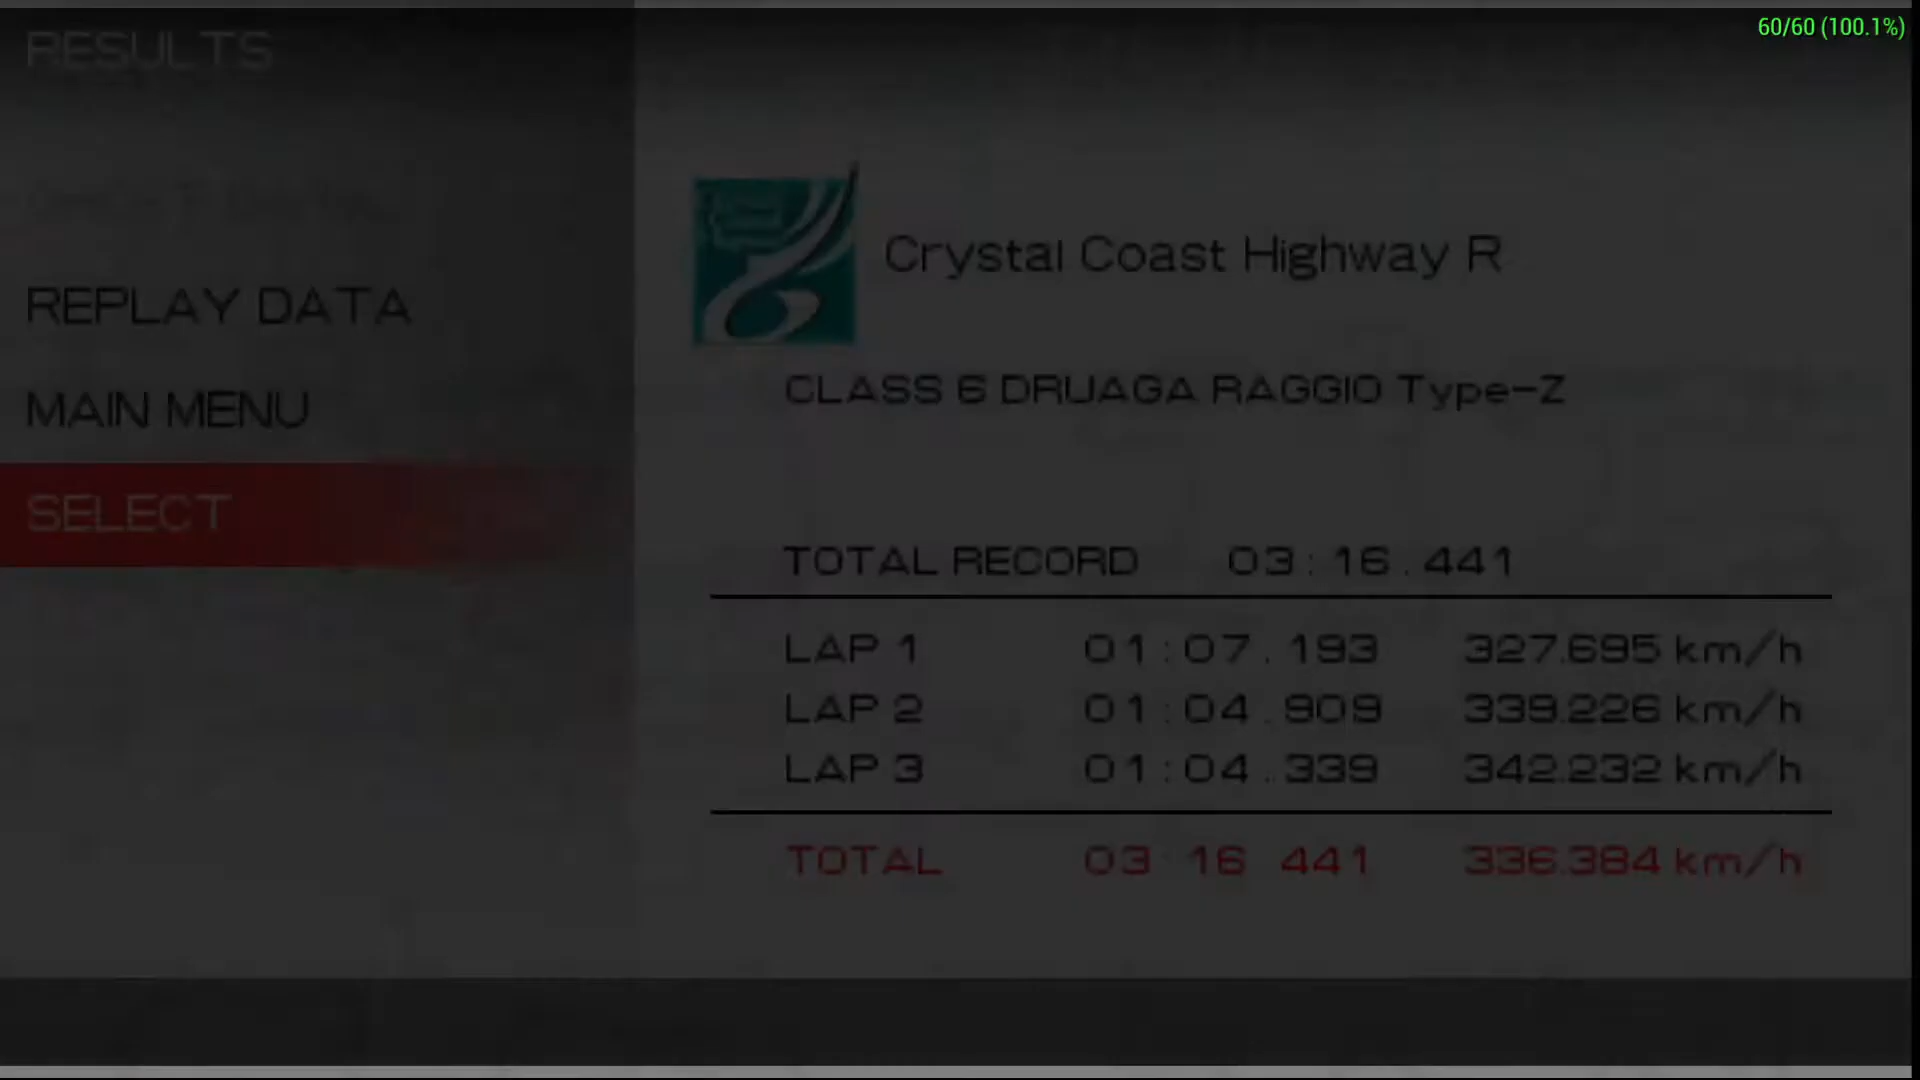 60/60 (100.1%)
RESULTS
REPLAY DATA
MAIN MENU
SELECT
Crystal Coast Highway R
CLASS 6 DRUAGA RAGGIO Type-Z
TOTAL RECORD 03:16.441
LAP 1 01:07.193 327.695 km/h
LAP 2 01:04.909 339.226 km/h
LAP 3 01:04.339 342.232 km/h
TOTAL 03 16 441 336.384 km/h